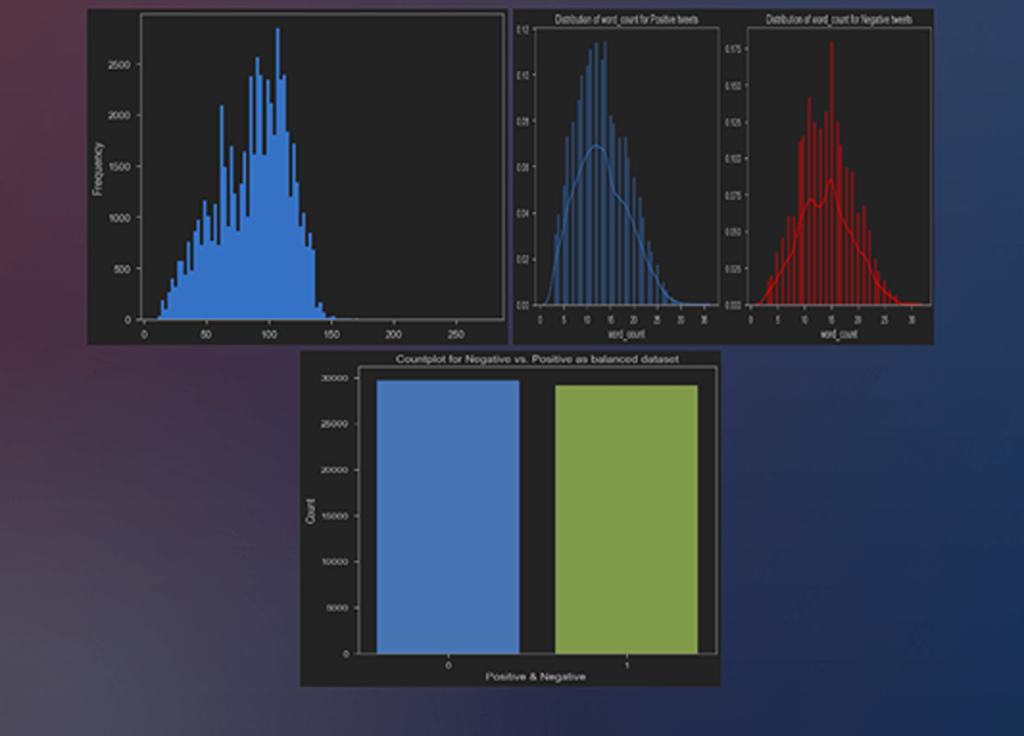 2500
2000
1500
1000
500
0
Frequency
0 50 100 150 200 250
Distribution of word_count for Positive tweets
0.12
0.10
0.08
0.06
0.04
0.02
0.00
0 5 10 15 20 25 30 35
word_count
Distribution of word_count for Negative tweets
0.175
0.150
0.125
0.100
0.075
0.050
0.025
0.000
0 5 10 15 20 25 30
word_count
Countplot for Negative vs. Positive as balanced dataset
30000
25000
20000
15000
10000
5000
0
Count
0 1
Positive & Negative